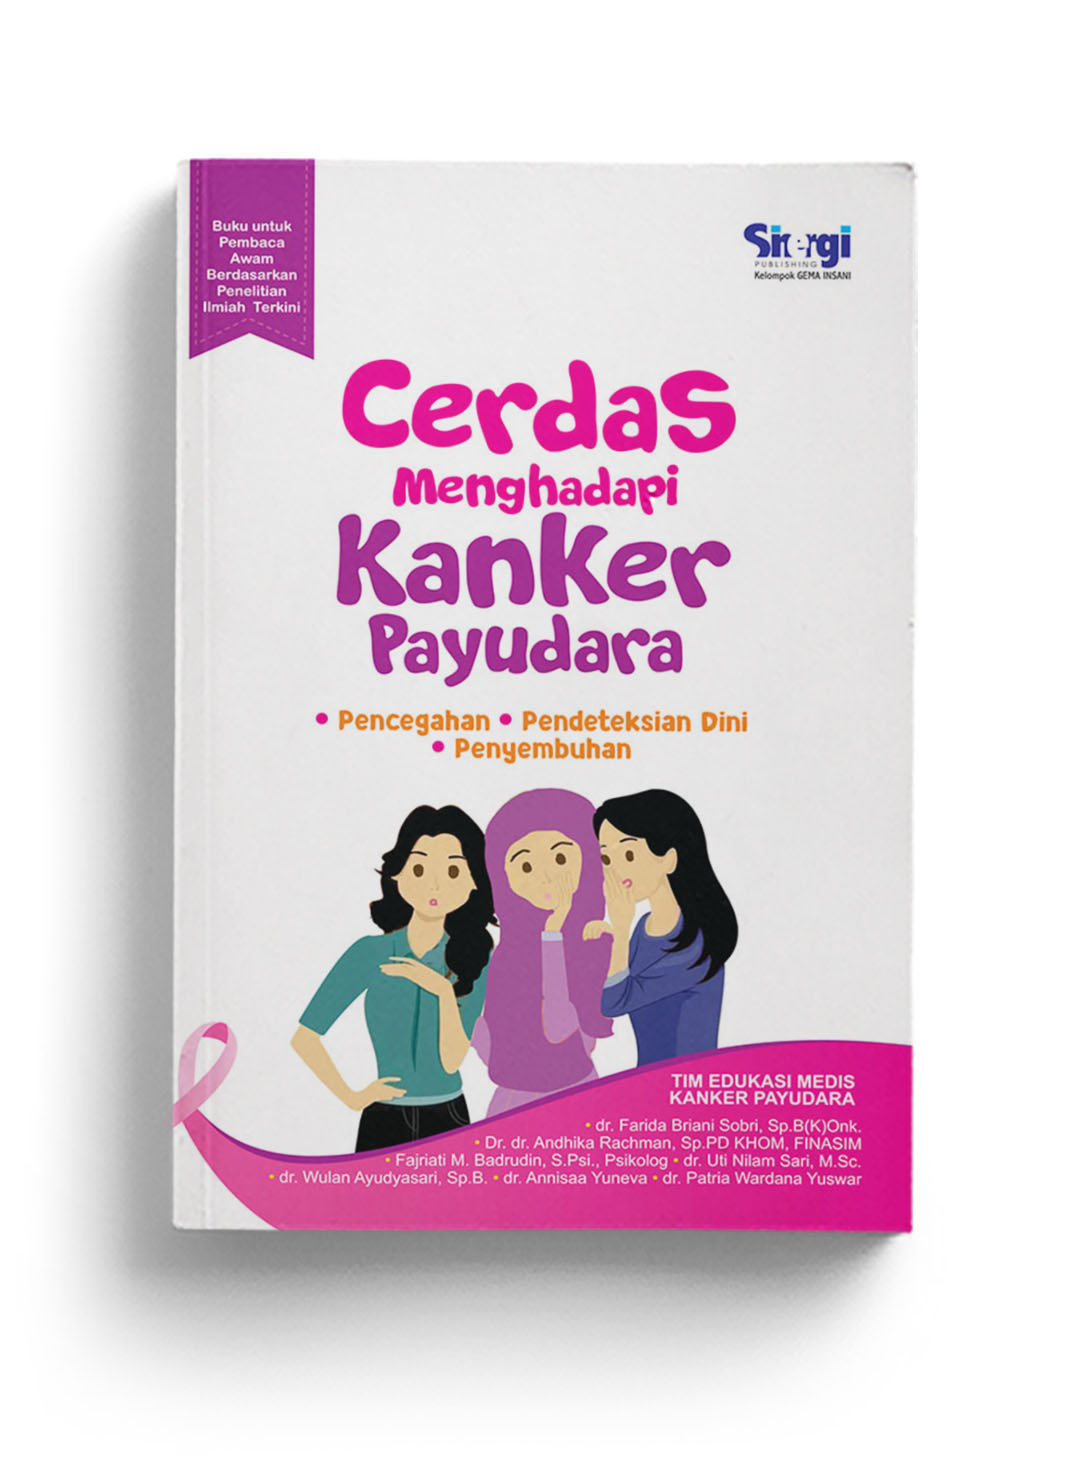 Buku untuk
Pembaca
Awam
Berdasarkan
Penelitian
Ilmiah Terkini
Sinergi
PUBLISHING
Kelompok GEMA INSANI
Cerdas
Menghadapi
Kanker
Payudara
• Pencegahan • Pendeteksian Dini
• Penyembuhan
TIM EDUKASI MEDIS
KANKER PAYUDARA
• dr. Farida Briani Sobri, Sp.B(K)Onk.
• Dr. dr. Andhika Rachman, Sp.PD KHOM, FINASIM
• Fajriati M. Badrudin, S.Psi., Psikolog • dr. Uti Nilam Sari, M.Sc.
• dr. Wulan Ayudyasari, Sp.B. • dr. Annisaa Yuneva • dr. Patria Wardana Yuswar